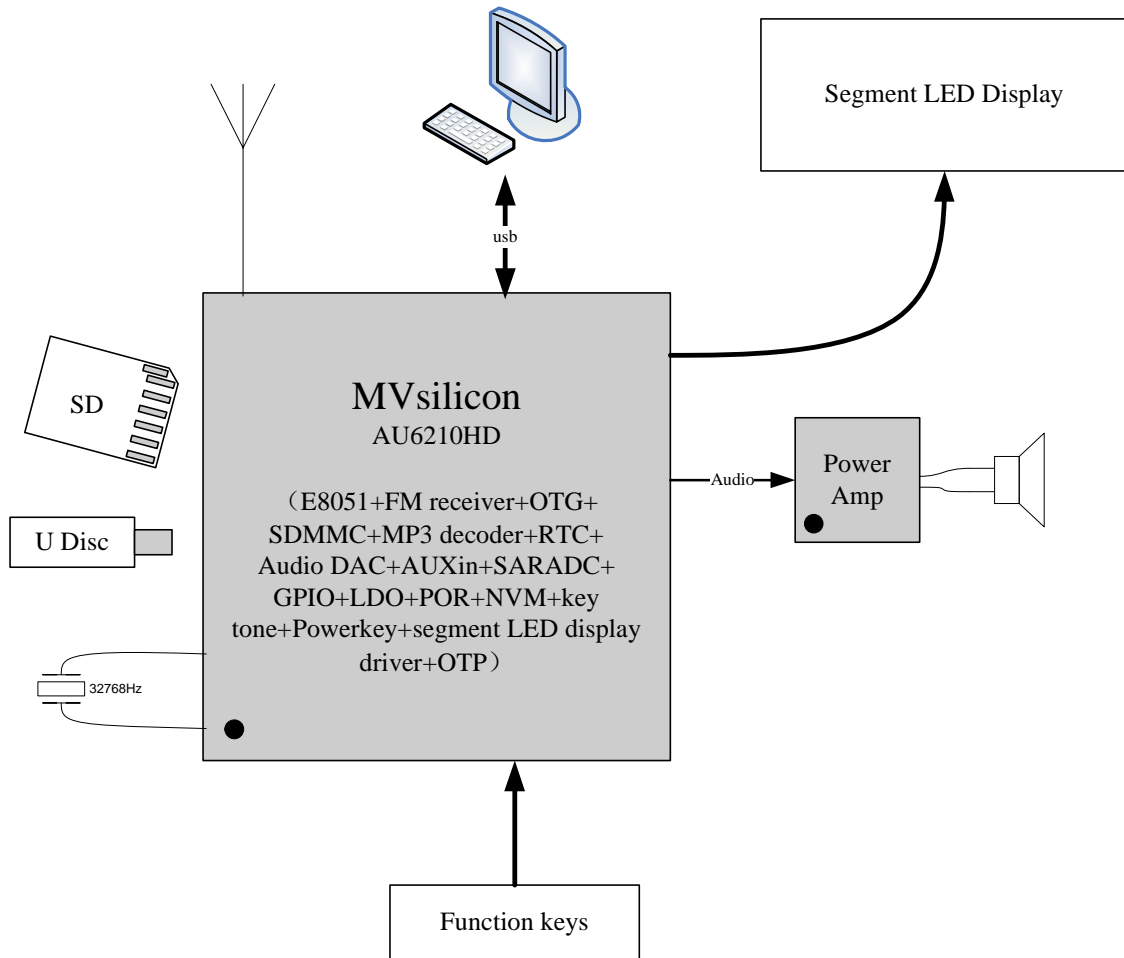 Segment LED Display
usb
MVsilicon
AU6210HD
（E8051+FM receiver+OTG+
SDMMC+MP3 decoder+RTC+
Audio DAC+AUXin+SARADC+
GPIO+LDO+POR+NVM+key
tone+Powerkey+segment LED display
driver+OTP）
SD
U Disc
32768Hz
Audio
Power
Amp
Function keys